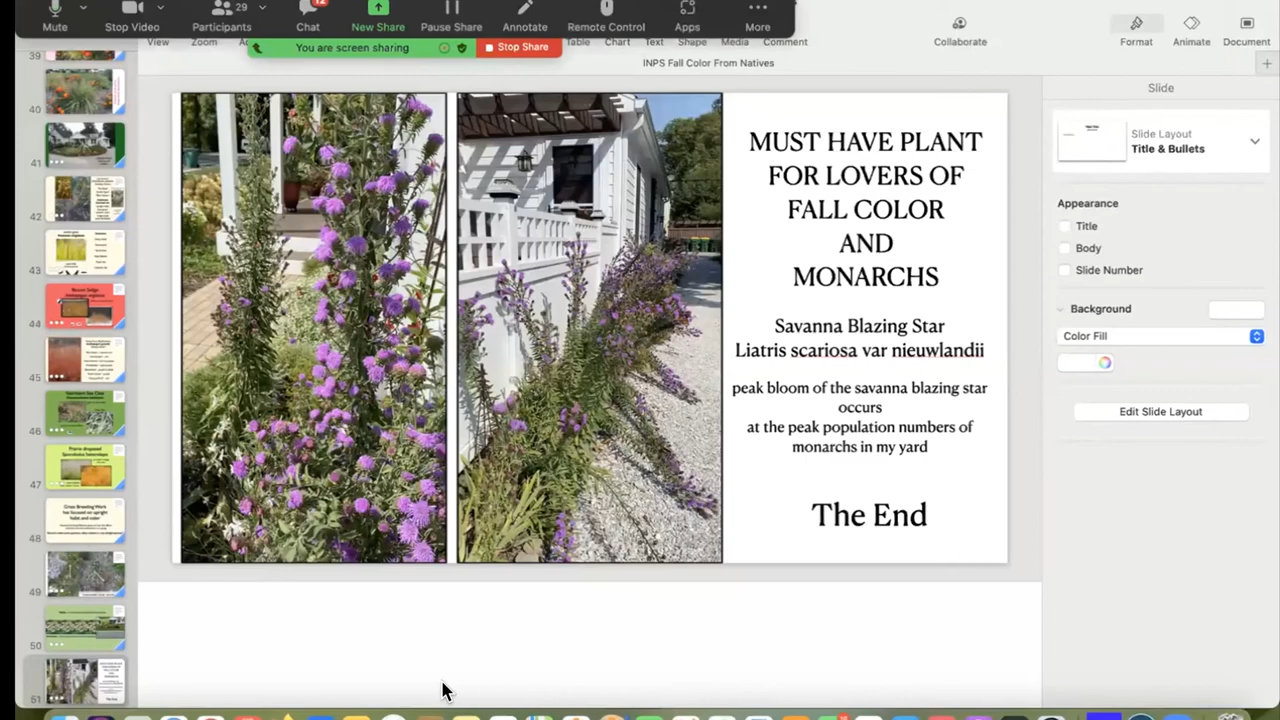 29
12
Mute
Stop Video
Participants
Chat
New Share
Pause Share
Annotate
Remote Control
Apps
More
You are screen sharing
Stop Share
View
Zoom
Table
Chart
Text
Shape
Media
Comment
Collaborate
Format
Animate
Document
INPS Fall Color From Natives
39
40
41
42
43
44
45
46
47
48
49
50
51
MUST HAVE PLANT
FOR LOVERS OF
FALL COLOR
AND
MONARCHS
Savanna Blazing Star
Liatris scariosa var nieuwlandii
peak bloom of the savanna blazing star
occurs
at the peak population numbers of
monarchs in my yard
The End
Slide
Slide Layout
Title & Bullets
Appearance
Title
Body
Slide Number
Background
Color Fill
Edit Slide Layout